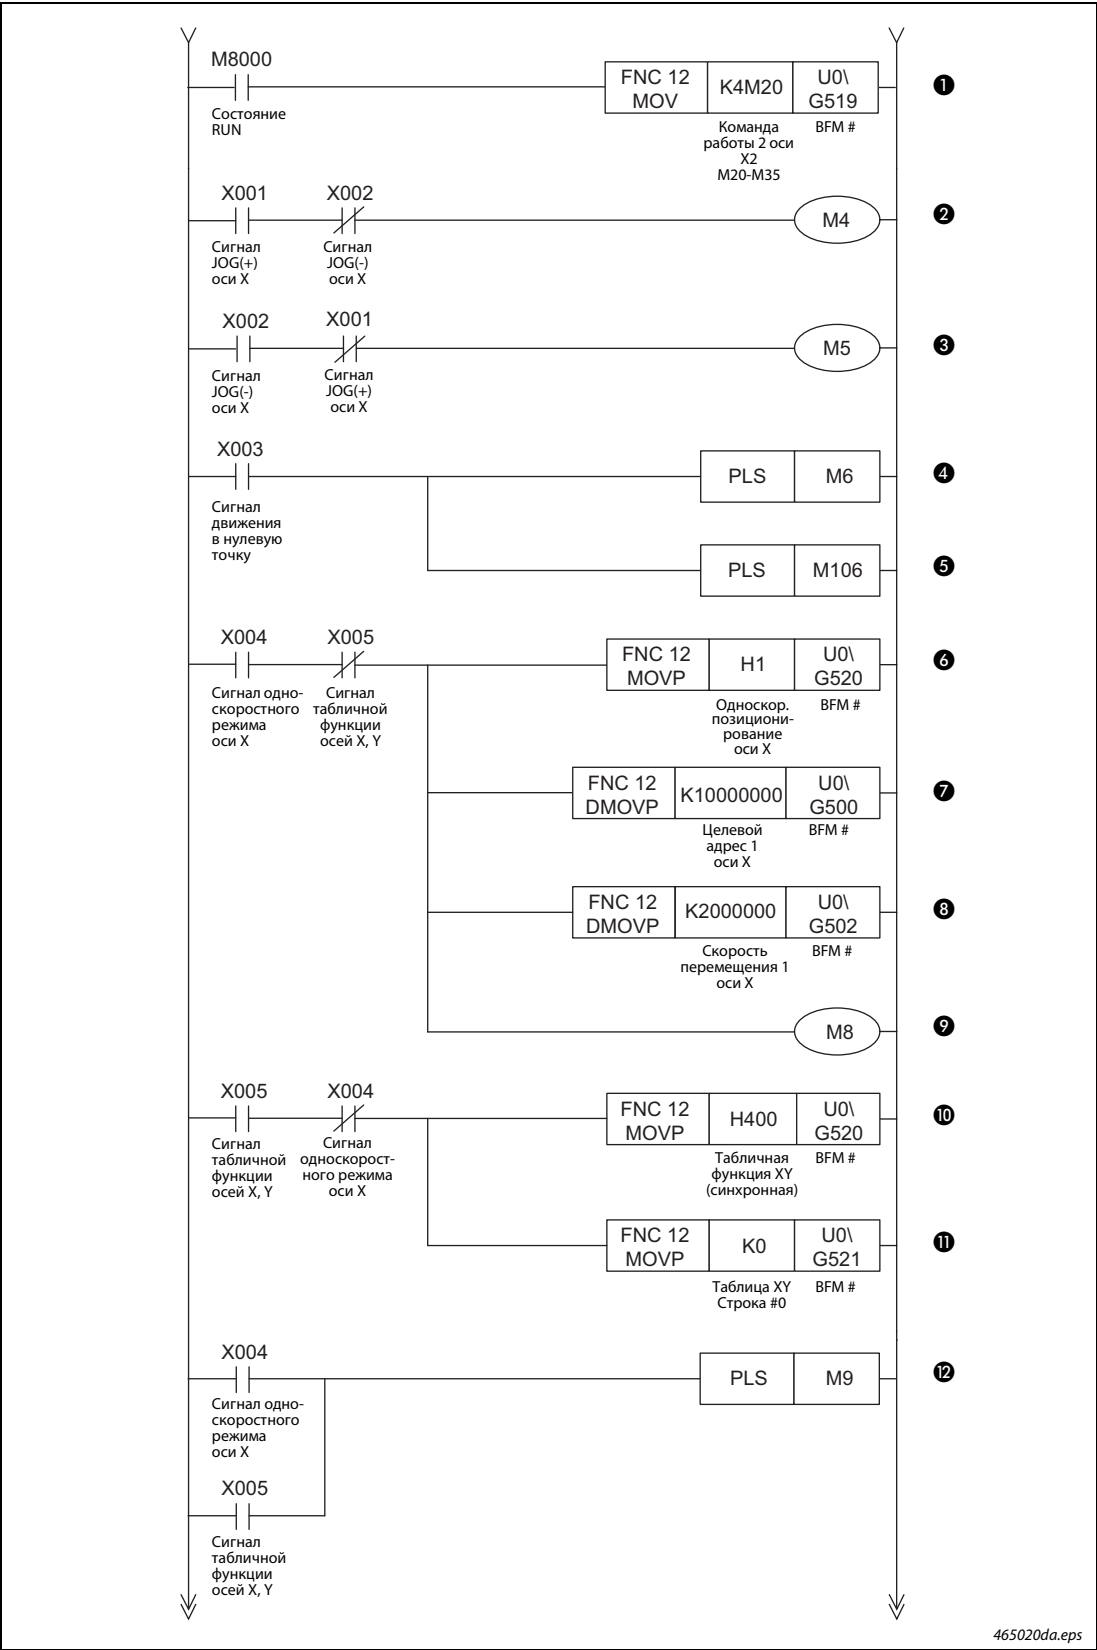 M8000
FNC 12
MOV
K4M20
U0\
G519
❶
Состояние
RUN
Команда
работы 2 оси
X2
M20-M35
BFM #
X001
X002
M4
❷
Сигнал
JOG(+)
оси X
Сигнал
JOG(-)
оси X
X002
X001
M5
❸
Сигнал
JOG(-)
оси X
Сигнал
JOG(+)
оси X
X003
PLS
M6
❹
Сигнал
движения
в нулевую
точку
PLS
M106
❺
X004
X005
FNC 12
MOVP
H1
U0\
G520
❻
Сигнал одно-
скоростного
режима
оси X
Сигнал
табличной
функции
осей X, Y
Односкор.
позициони-
рование
оси X
BFM #
FNC 12
DMOVP
K10000000
U0\
G500
❼
Целевой
адрес 1
оси X
BFM #
FNC 12
DMOVP
K2000000
U0\
G502
❽
Скорость
перемещения 1
оси X
BFM #
M8
❾
X005
X004
FNC 12
MOVP
H400
U0\
G520
❿
Сигнал
табличной
функции
осей X, Y
Сигнал
односкорост-
ного режима
оси X
Табличная
функция XY
(синхронная)
BFM #
FNC 12
MOVP
K0
U0\
G521
⓫
Таблица XY
Строка #0
BFM #
X004
PLS
M9
⓬
Сигнал одно-
скоростного
режима
оси X
X005
Сигнал
табличной
функции
осей X, Y
465020da.eps